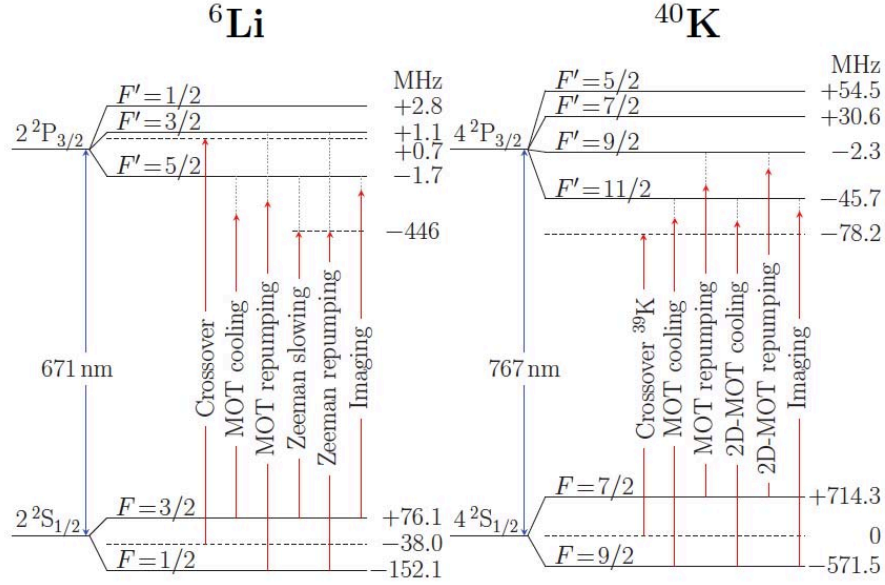 ⁶Li
⁴⁰K
MHz
F′=1/2
+2.8
F′=3/2
+1.1
2 ²P₃/₂
+0.7
F′=5/2
−1.7
−446
Crossover
MOT cooling
MOT repumping
Zeeman slowing
Zeeman repumping
Imaging
671 nm
F=3/2
+76.1
2 ²S₁/₂
−38.0
F=1/2
−152.1
MHz
F′=5/2
+54.5
F′=7/2
+30.6
4 ²P₃/₂
F′=9/2
−2.3
F′=11/2
−45.7
−78.2
Crossover ³⁹K
MOT cooling
MOT repumping
2D-MOT cooling
2D-MOT repumping
Imaging
767 nm
F=7/2
+714.3
4 ²S₁/₂
0
F=9/2
−571.5